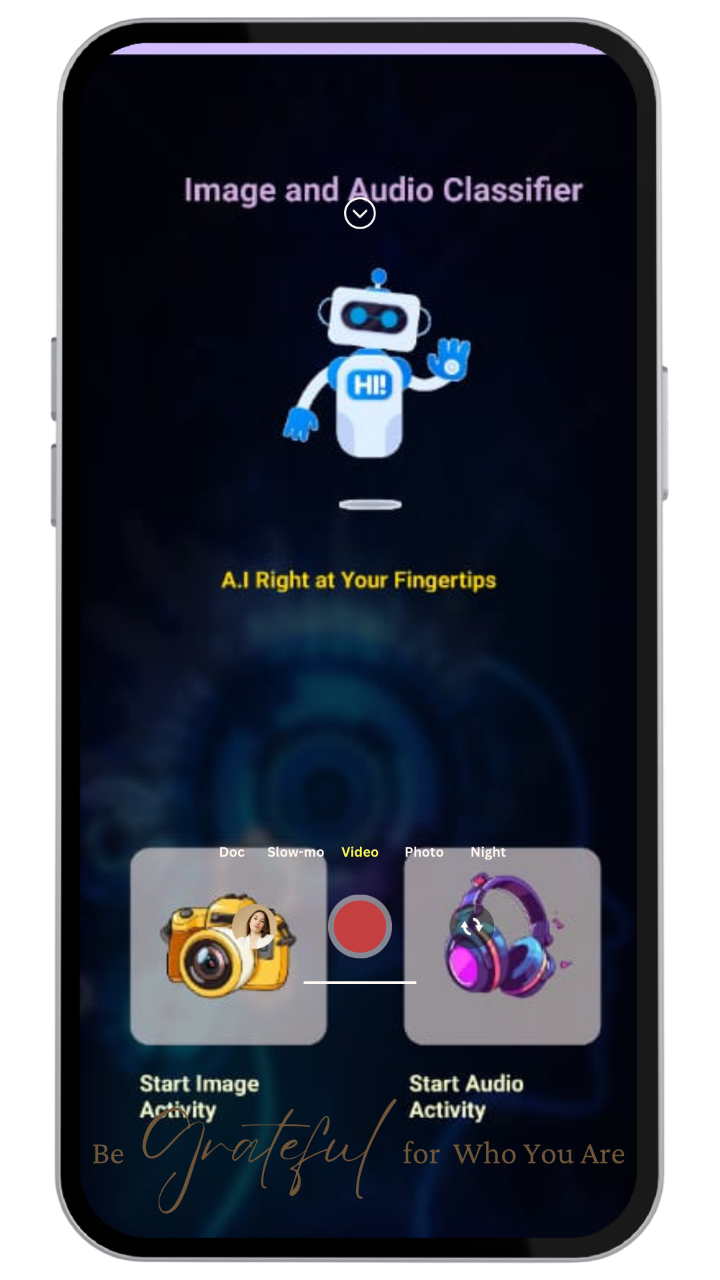 Image and Audio Classifier
HI!
A.I Right at Your Fingertips
Doc Slow-mo Video Photo Night
Start Image
Activity
Start Audio
Activity
Be Grateful for Who You Are